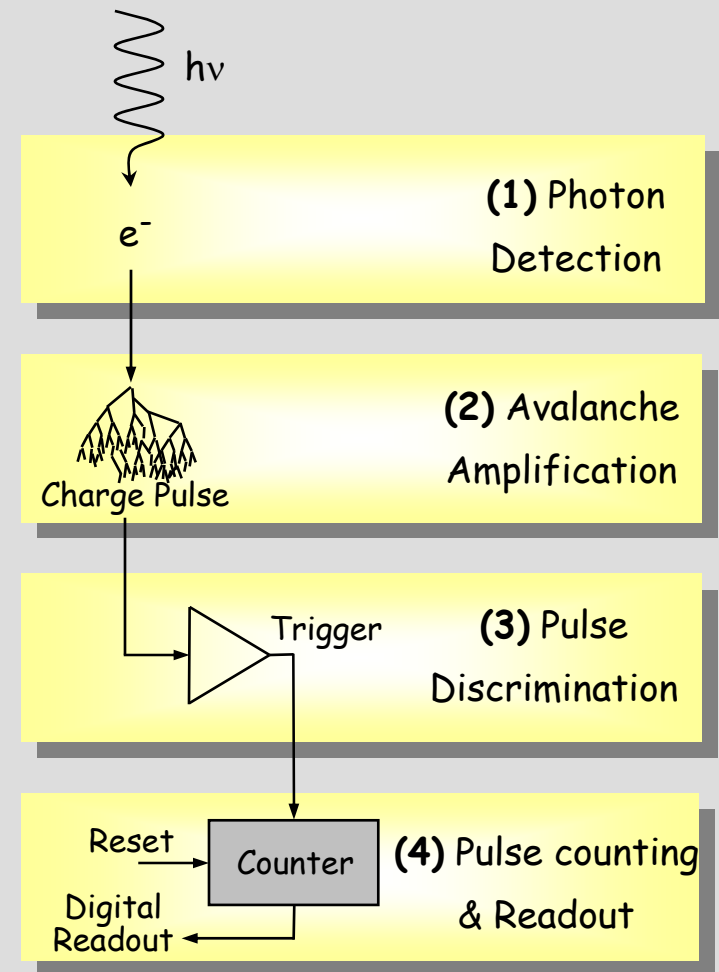 hν
(1) Photon
Detection
e⁻
(2) Avalanche
Amplification
Charge Pulse
Trigger
(3) Pulse
Discrimination
Reset
Counter
(4) Pulse counting
& Readout
Digital
Readout